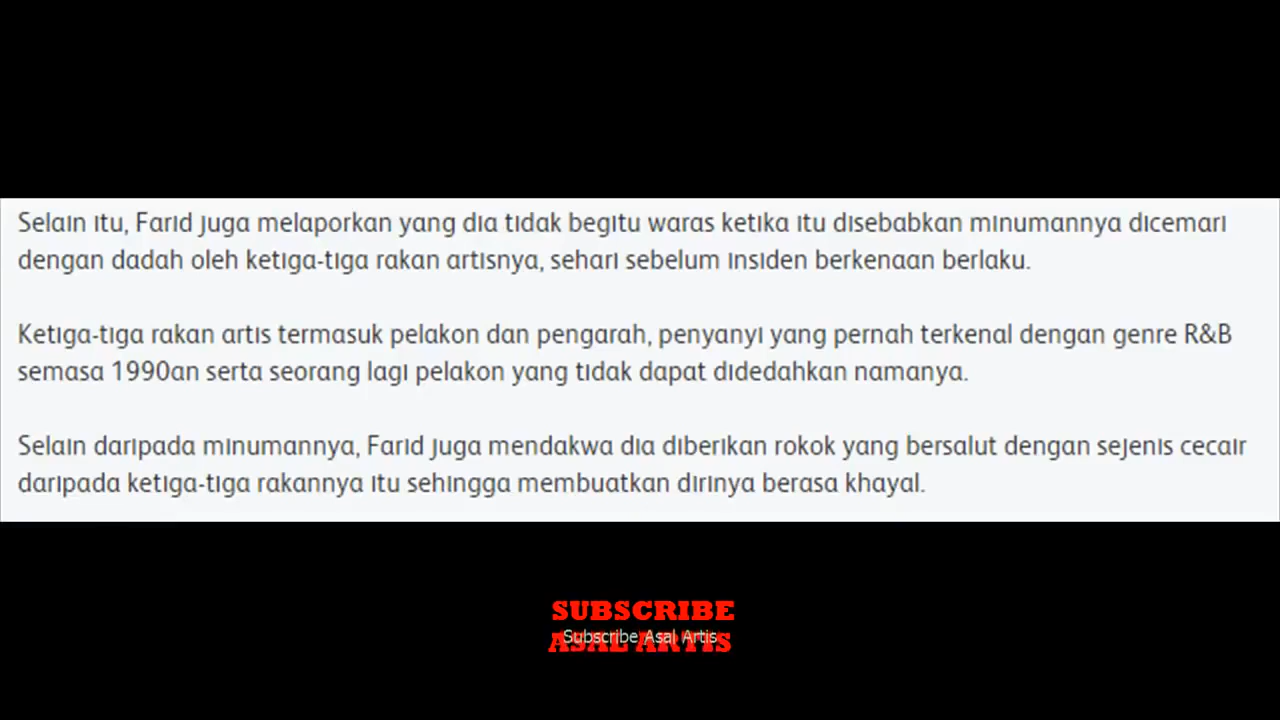 Selain itu, Farid juga melaporkan yang dia tidak begitu waras ketika itu disebabkan minumannya dicemari
dengan dadah oleh ketiga-tiga rakan artisnya, sehari sebelum insiden berkenaan berlaku.
Ketiga-tiga rakan artis termasuk pelakon dan pengarah, penyanyi yang pernah terkenal dengan genre R&B
semasa 1990an serta seorang lagi pelakon yang tidak dapat didedahkan namanya.
Selain daripada minumannya, Farid juga mendakwa dia diberikan rokok yang bersalut dengan sejenis cecair
daripada ketiga-tiga rakannya itu sehingga membuatkan dirinya berasa khayal.
SUBSCRIBE
ASAL ARTIS
Subscribe Asal Artis